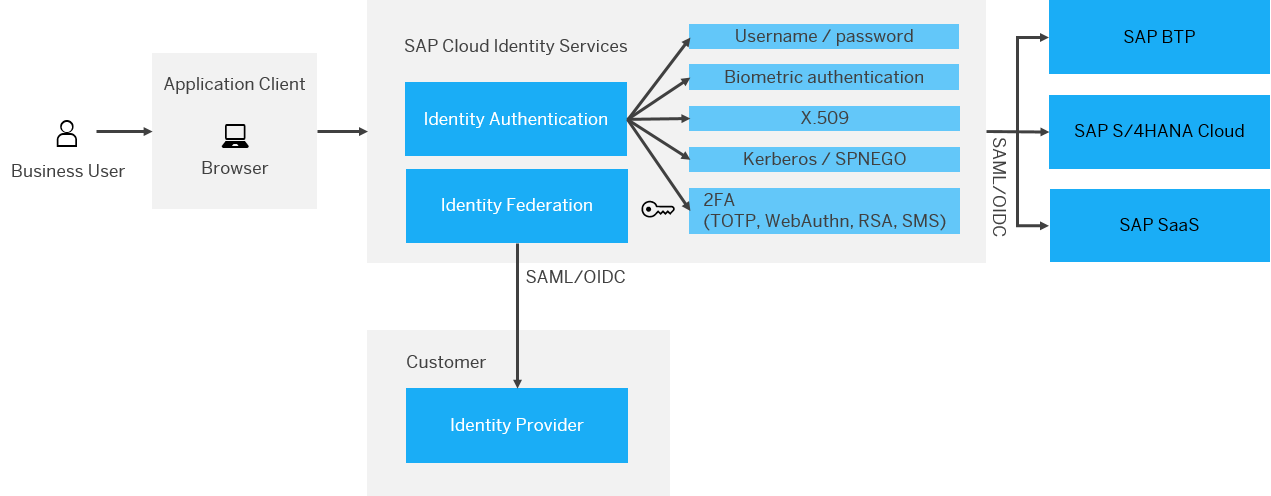 Business User
Application Client
Browser
SAP Cloud Identity Services
Identity Authentication
Identity Federation
Username / password
Biometric authentication
X.509
Kerberos / SPNEGO
2FA
(TOTP, WebAuthn, RSA, SMS)
SAML/OIDC
SAP BTP
SAP S/4HANA Cloud
SAP SaaS
SAML/OIDC
Customer
Identity Provider